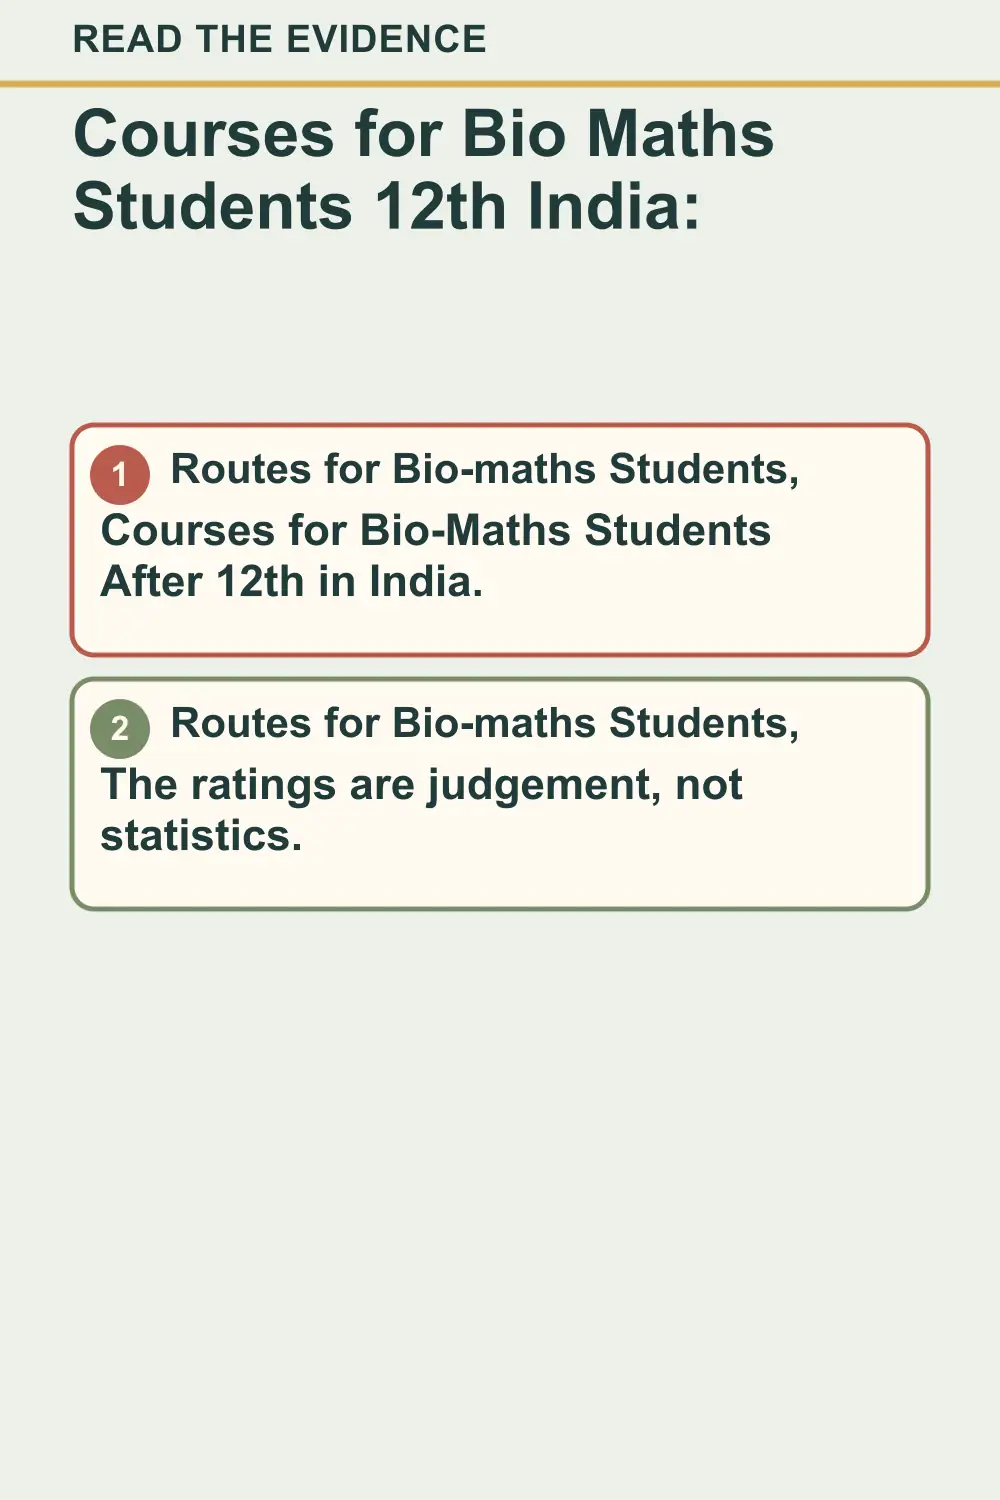 READ THE EVIDENCE
Courses for Bio Maths
Students 12th India:
1 Routes for Bio-maths Students,
Courses for Bio-Maths Students
After 12th in India.
2 Routes for Bio-maths Students,
The ratings are judgement, not
statistics.